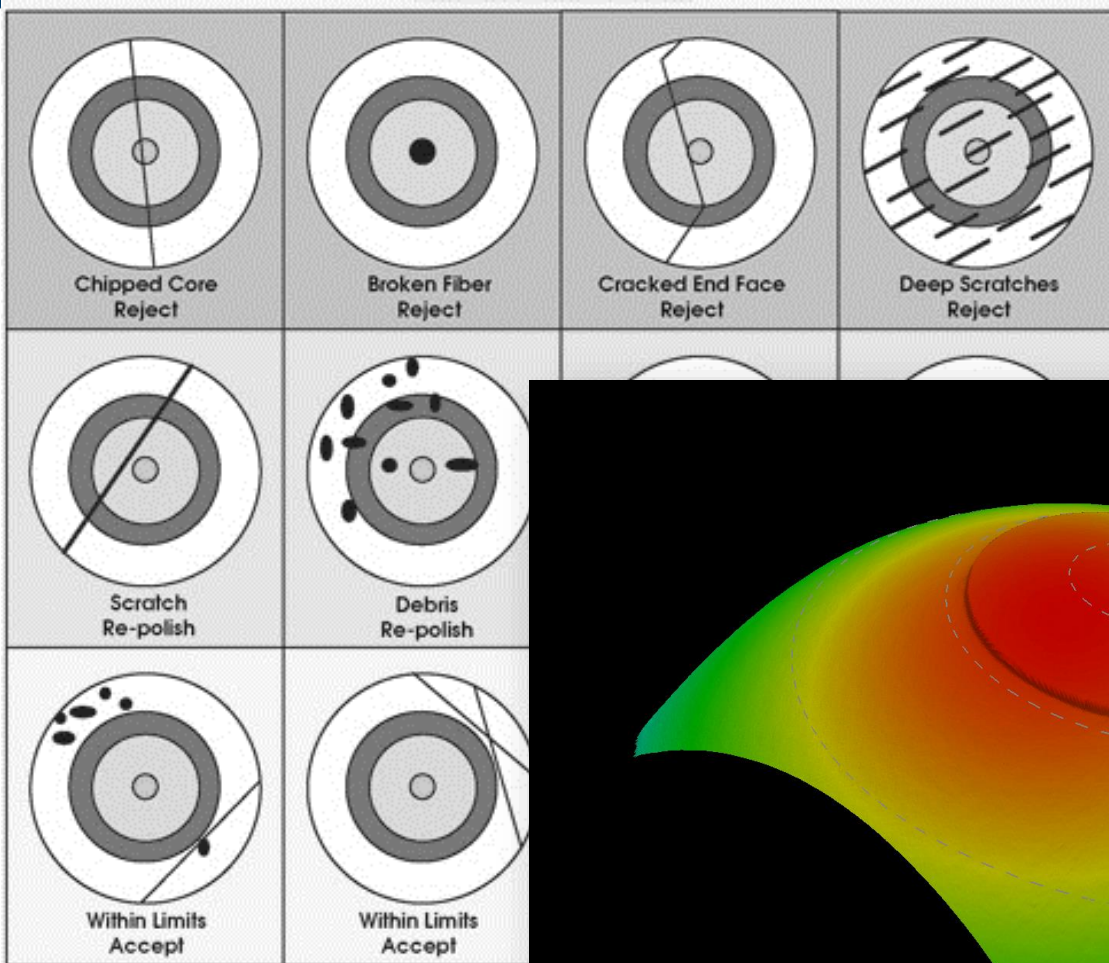 Chipped Core
Reject
Broken Fiber
Reject
Cracked End Face
Reject
Deep Scratches
Reject
Scratch
Re-polish
Debris
Re-polish
Within Limits
Accept
Within Limits
Accept